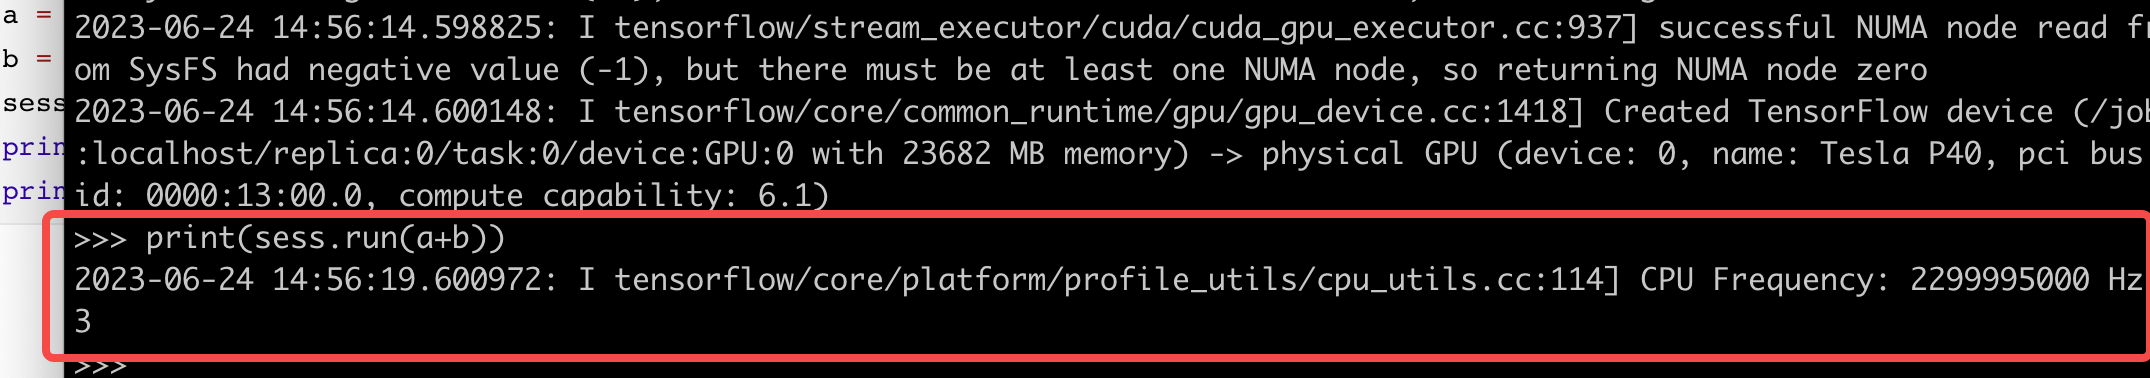 a =
b =
sess
prin
prin
2023-06-24 14:56:14.598825: I tensorflow/stream_executor/cuda/cuda_gpu_executor.cc:937] successful NUMA node read fr
om SysFS had negative value (-1), but there must be at least one NUMA node, so returning NUMA node zero
2023-06-24 14:56:14.600148: I tensorflow/core/common_runtime/gpu/gpu_device.cc:1418] Created TensorFlow device (/job
:localhost/replica:0/task:0/device:GPU:0 with 23682 MB memory) -> physical GPU (device: 0, name: Tesla P40, pci bus
id: 0000:13:00.0, compute capability: 6.1)
>>> print(sess.run(a+b))
2023-06-24 14:56:19.600972: I tensorflow/core/platform/profile_utils/cpu_utils.cc:114] CPU Frequency: 2299995000 Hz
3
>>>